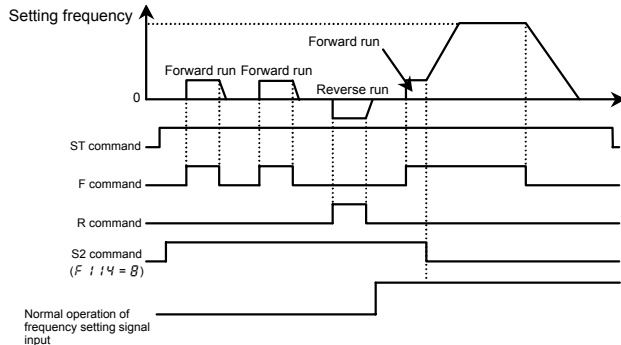 Setting frequency
Forward run
Forward run Forward run
Reverse run
0
ST command
F command
R command
S2 command
(F 114 = 8)
Normal operation of
frequency setting signal
input